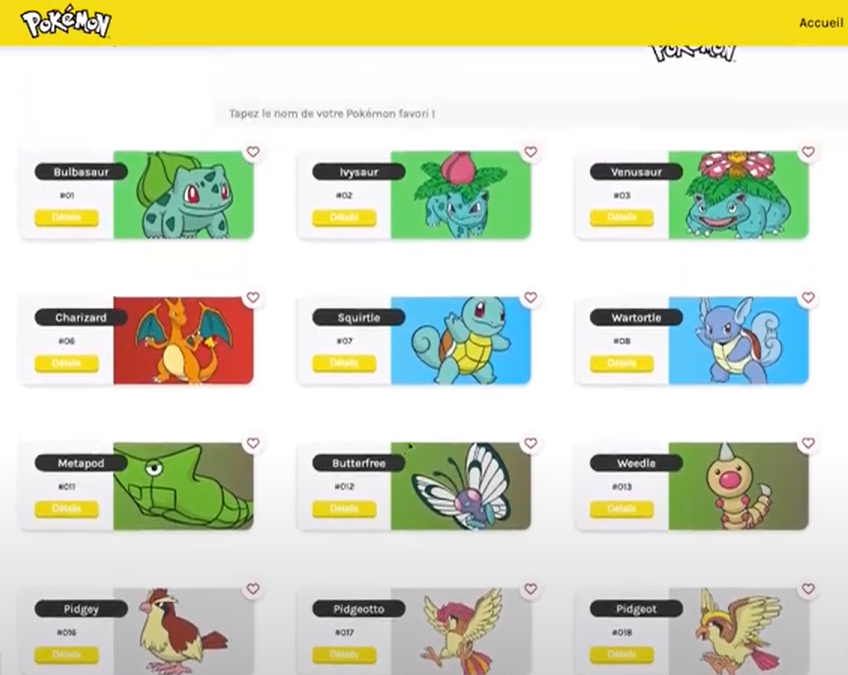 POKéMON
Accueil
POKéMON
Tapez le nom de votre Pokémon favori !
Bulbasaur
#01
Détails
Ivysaur
#02
Détails
Venusaur
#03
Détails
Charizard
#06
Détails
Squirtle
#07
Détails
Wartortle
#08
Détails
Metapod
#011
Détails
Butterfree
#012
Détails
Weedle
#013
Détails
Pidgey
#016
Détails
Pidgeotto
#017
Détails
Pidgeot
#018
Détails